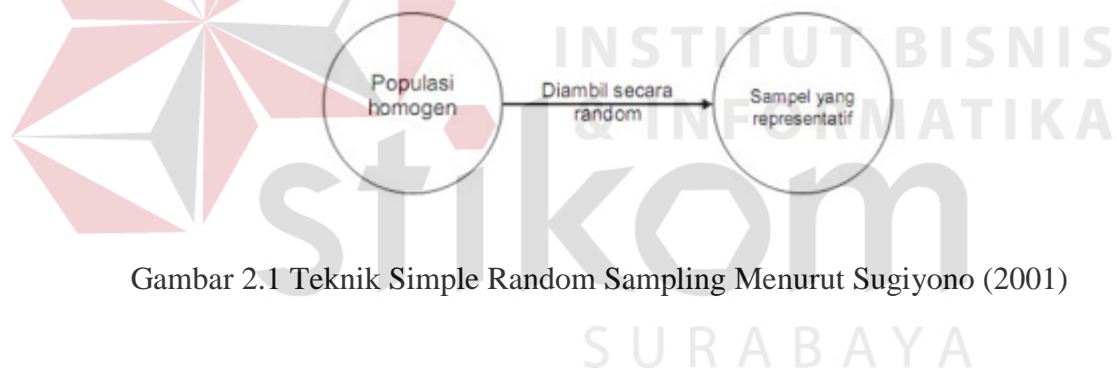 INSTITUT BISNIS
& INFORMATIKA
stikom
SURABAYA
Populasi
homogen
Diambil secara
random
Sampel yang
representatif
Gambar 2.1 Teknik Simple Random Sampling Menurut Sugiyono (2001)